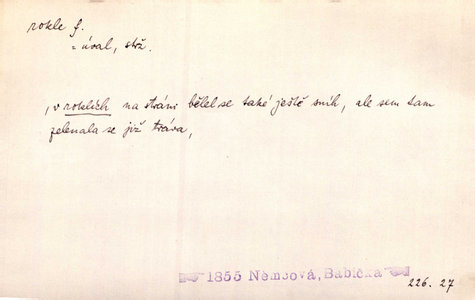 rokle f.
= úval, strž.
, v roklích na stráni bělel se také ještě sníh, ale sem tam
zelenala se již tráva,
1855 Němcová, Babička
226.27